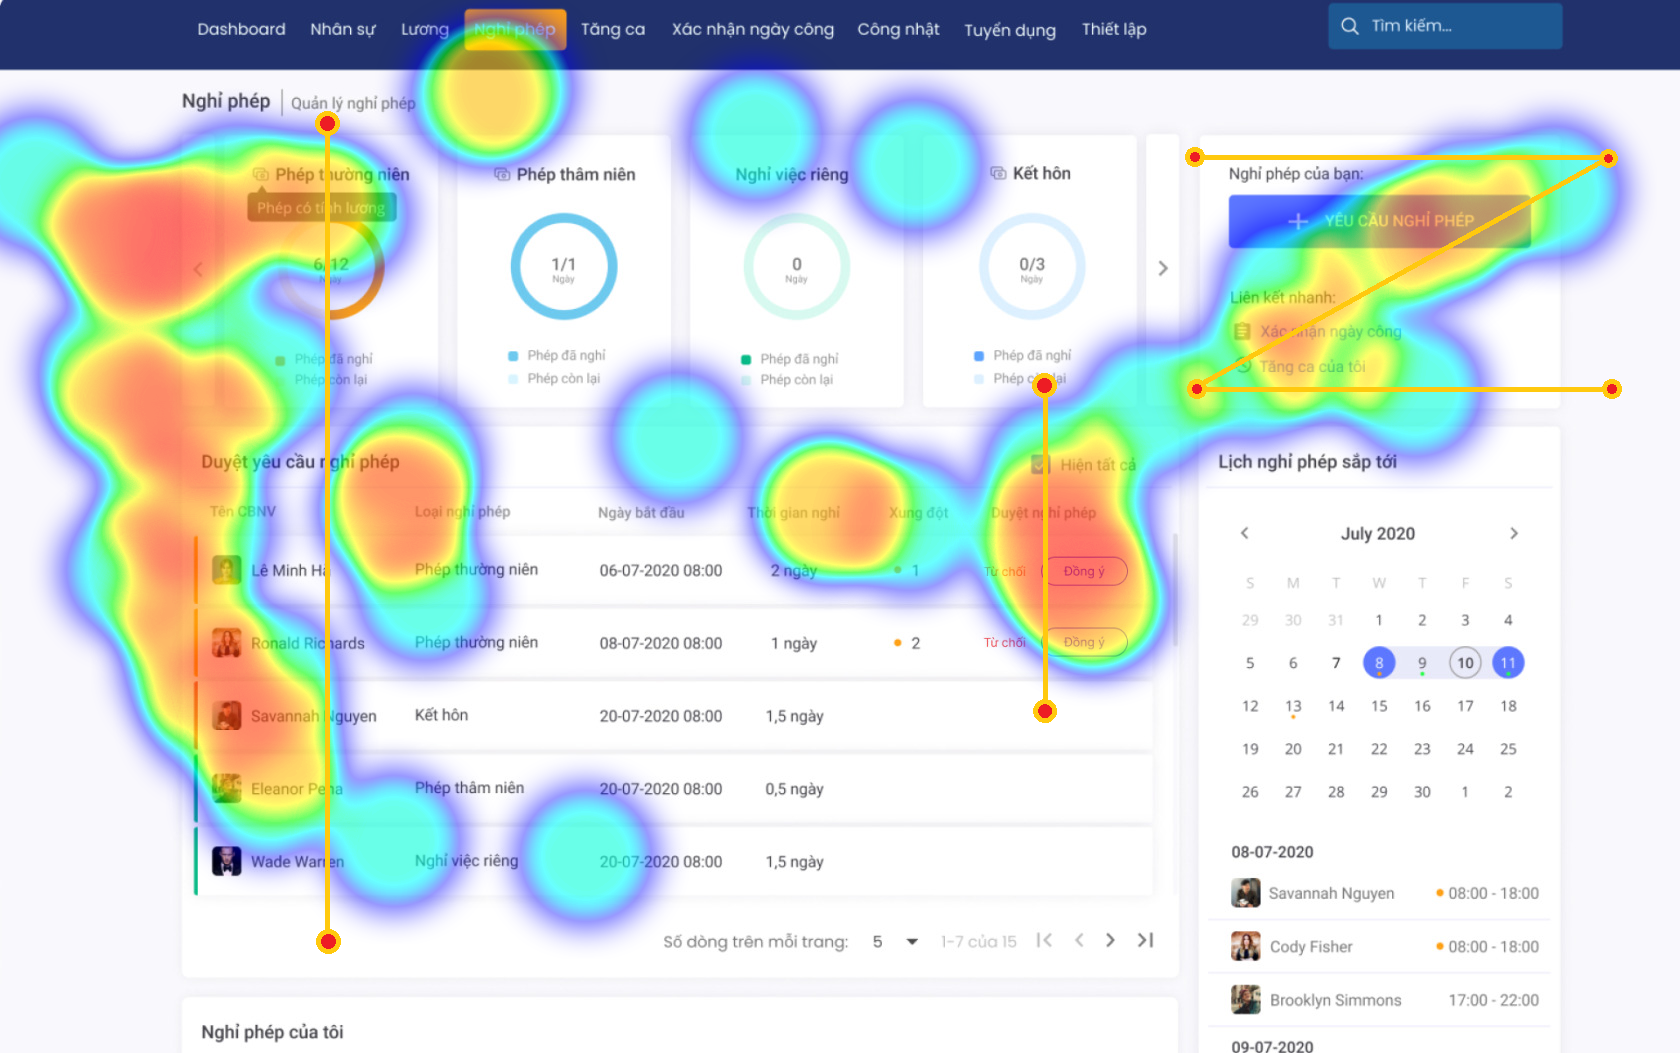 Dashboard Nhân sự Lương Nghỉ phép Tăng ca Xác nhận ngày công Công nhật Tuyển dụng Thiết lập Tìm kiếm...
Nghỉ phép Quản lý nghỉ phép
Phép thường niên
Phép có tính lương
6/12
Ngày
Phép đã nghỉ
Phép còn lại
Phép thâm niên
1/1
Ngày
Phép đã nghỉ
Phép còn lại
Nghỉ việc riêng
0
Ngày
Phép đã nghỉ
Phép còn lại
Kết hôn
0/3
Ngày
Phép đã nghỉ
Phép còn lại
Nghỉ phép của bạn:
YÊU CẦU NGHỈ PHÉP
Liên kết nhanh:
Xác nhận ngày công
Tăng ca của tôi
Duyệt yêu cầu nghỉ phép
Hiện tất cả
Tên CBNV Loại nghỉ phép Ngày bắt đầu Thời gian nghỉ Xung đột Duyệt nghỉ phép
Lê Minh Hà Phép thường niên 06-07-2020 08:00 2 ngày 1 Từ chối Đồng ý
Ronald Richards Phép thường niên 08-07-2020 08:00 1 ngày 2 Từ chối Đồng ý
Savannah Nguyen Kết hôn 20-07-2020 08:00 1,5 ngày
Eleanor Pena Phép thâm niên 20-07-2020 08:00 0,5 ngày
Wade Warren Nghỉ việc riêng 20-07-2020 08:00 1,5 ngày
Số dòng trên mỗi trang: 5 1-7 của 15
Nghỉ phép của tôi
Lịch nghỉ phép sắp tới
July 2020
S M T W T F S
29 30 31 1 2 3 4
5 6 7 8 9 10 11
12 13 14 15 16 17 18
19 20 21 22 23 24 25
26 27 28 29 30 1 2
08-07-2020
Savannah Nguyen 08:00 - 18:00
Cody Fisher 08:00 - 18:00
Brooklyn Simmons 17:00 - 22:00
09-07-2020